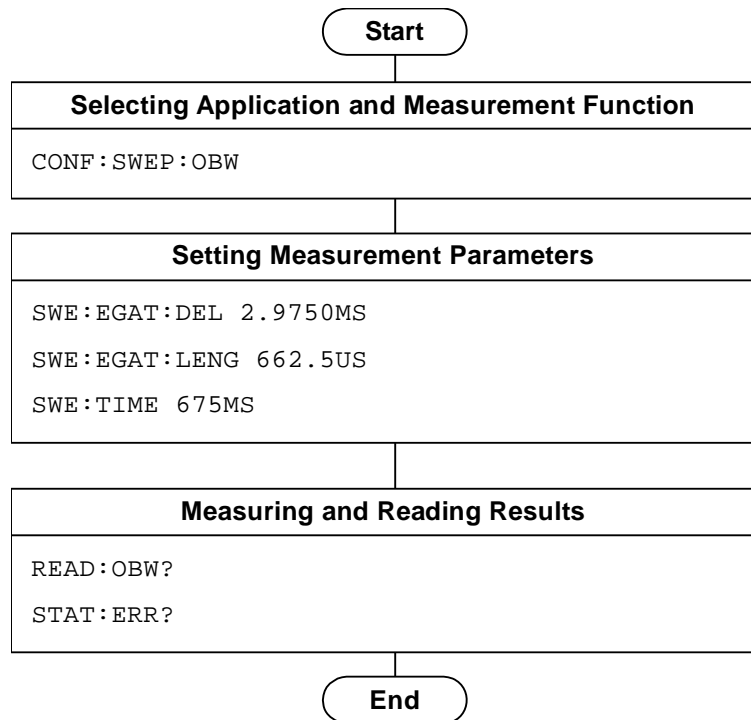 Start
Selecting Application and Measurement Function
CONF:SWEP:OBW
Setting Measurement Parameters
SWE:EGAT:DEL 2.9750MS
SWE:EGAT:LENG 662.5US
SWE:TIME 675MS
Measuring and Reading Results
READ:OBW?
STAT:ERR?
End